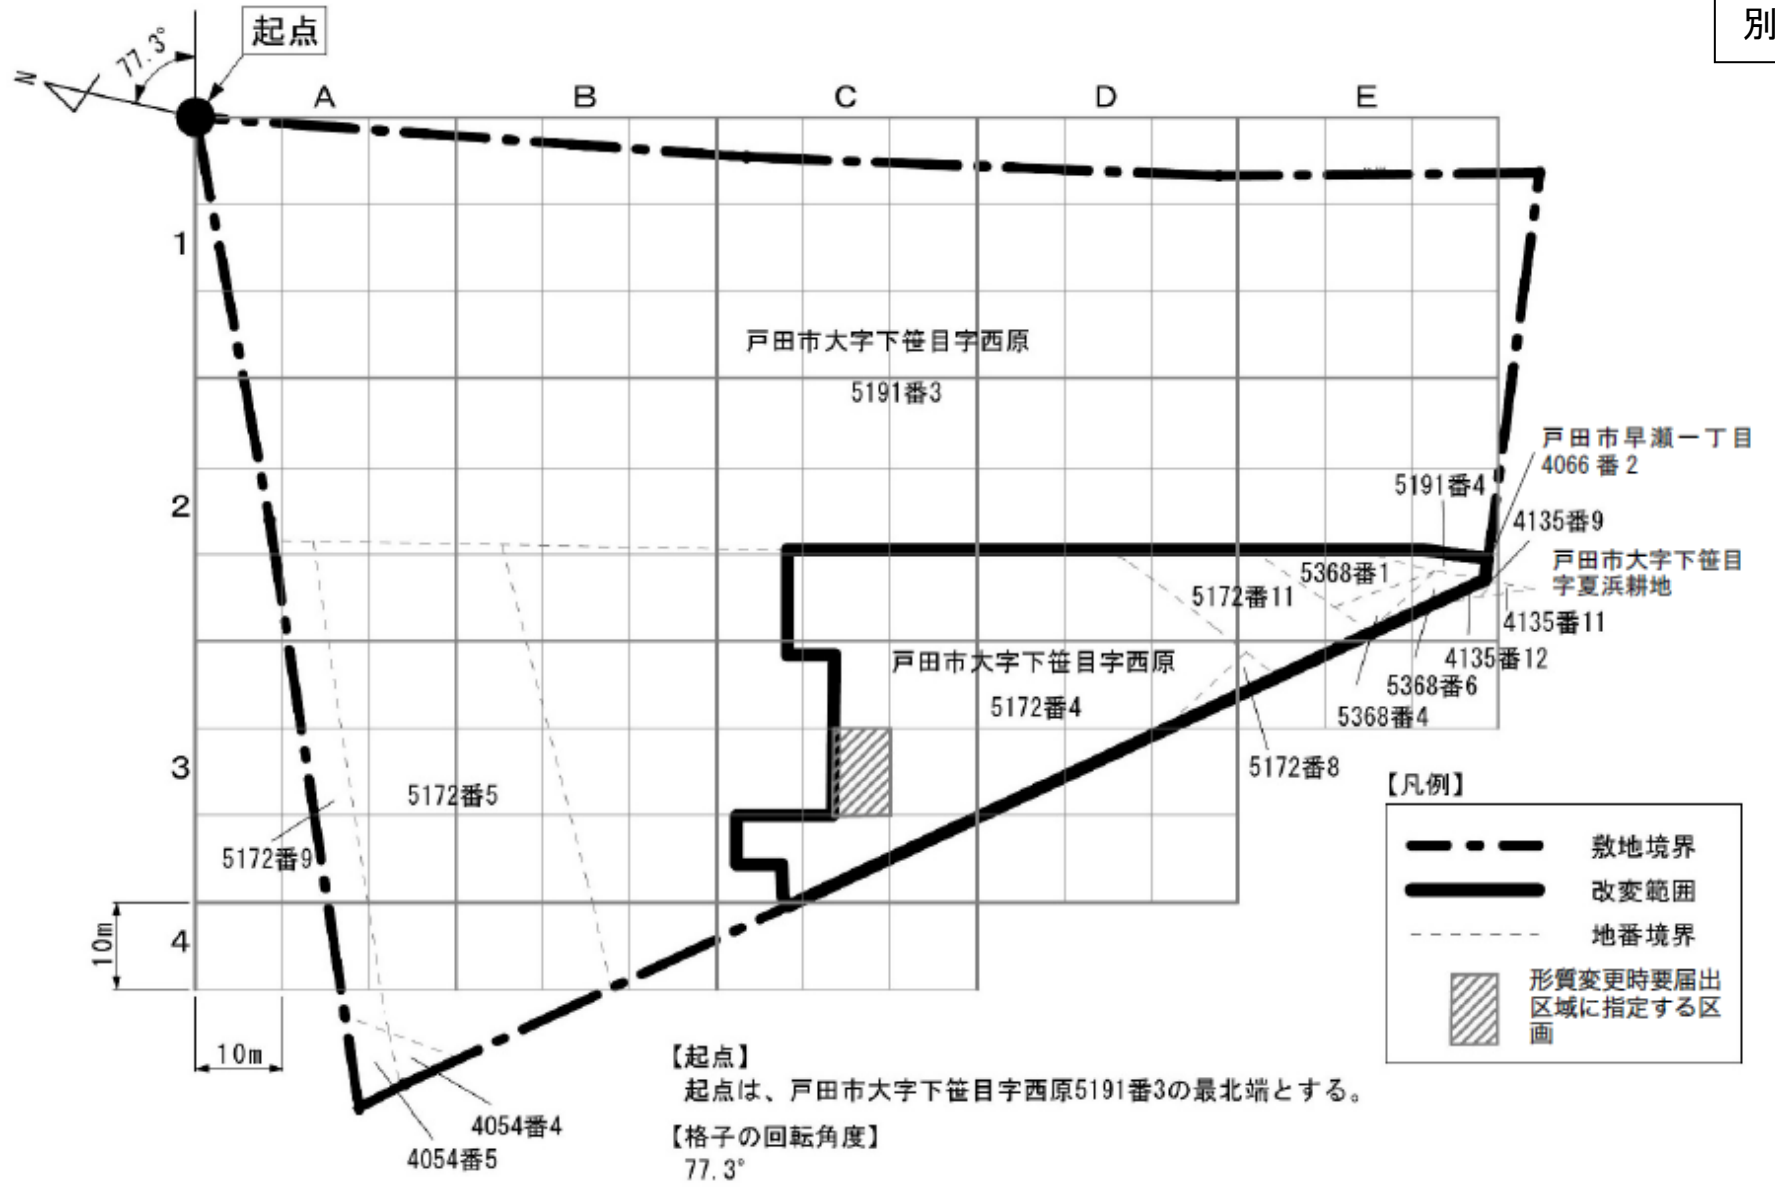 別
起点
77.3°
N
A
B
C
D
E
1
戸田市大字下笹目字西原
5191番3
戸田市早瀬一丁目
4066番2
2
5191番4
4135番9
戸田市大字下笹目
字夏浜耕地
5368番1
5172番11
4135番11
戸田市大字下笹目字西原
4135番12
5368番6
5172番4
5368番4
3
5172番8
5172番5
5172番9
【凡例】
敷地境界
改変範囲
地番境界
形質変更時要届出
区域に指定する区
画
10m
4
10m
【起点】
起点は、戸田市大字下笹目字西原5191番3の最北端とする。
4054番4
4054番5
【格子の回転角度】
77.3°